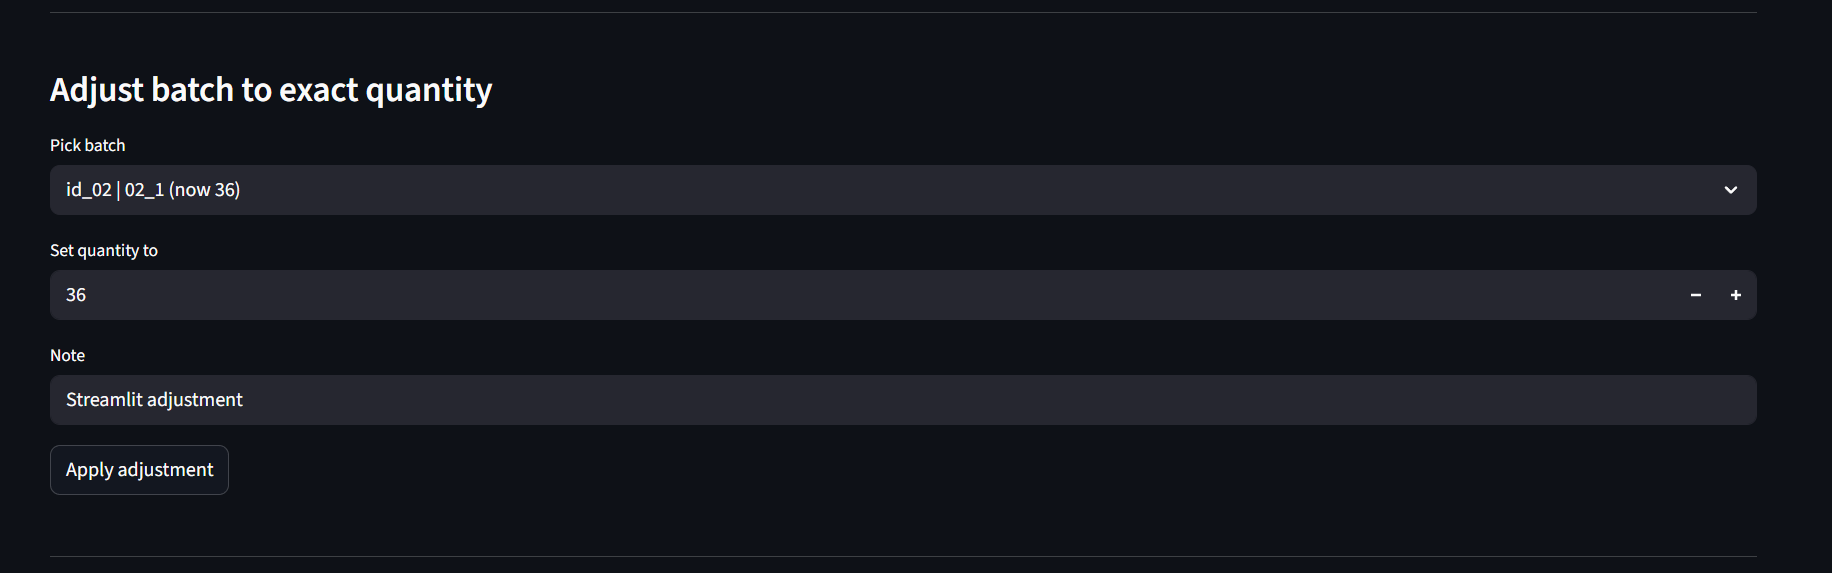 Adjust batch to exact quantity
Pick batch
id_02 | 02_1 (now 36)
Set quantity to
36
Note
Streamlit adjustment
Apply adjustment